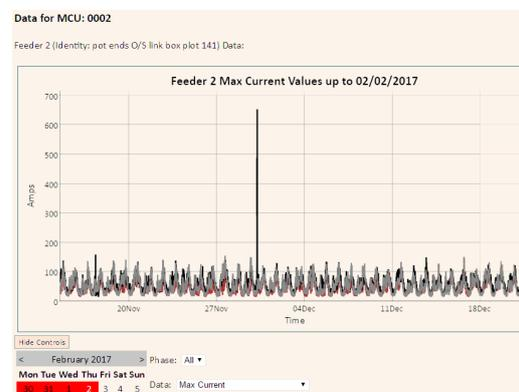 Data for MCU: 0002
Feeder 2 (Identity: pot ends O/S link box plot 141) Data:
Feeder 2 Max Current Values up to 02/02/2017
700
600
500
400
300
200
100
0
Amps
20Nov 27Nov 04Dec 11Dec 18Dec
Time
Hide Controls
< February 2017 > Phase: All
Mon Tue Wed Thu Fri Sat Sun
30 31 1 2 3 4 5 Data: Max Current